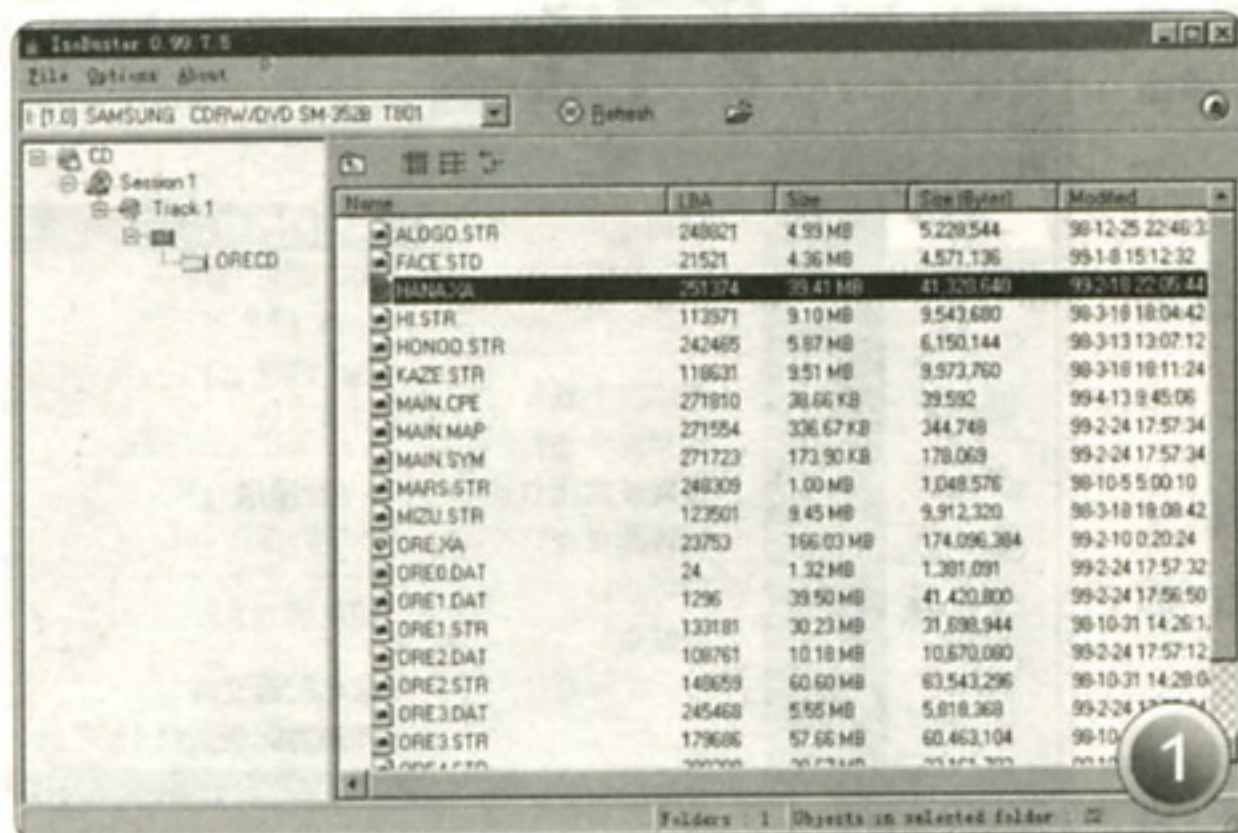 IsoBuster 0.99.7.5
File Options About
I: [1.0] SAMSUNG CDRW/DVD SM-352B T801 Refresh
CD
Session 1
Track 1
ORECD
Name LBA Size Size (Bytes) Modified
ALOGO.STR 248821 4.99 MB 5,228,544 98-12-25 22:46:3
FACE.STD 21521 4.36 MB 4,571,136 99-1-8 15:12:32
HANA.XA 251374 39.41 MB 41,328,640 99-2-18 22:05:44
HI.STR 113971 9.10 MB 9,543,680 98-3-18 18:04:42
HONOO.STR 242465 5.87 MB 6,150,144 98-3-13 13:07:12
KAZE.STR 118631 9.51 MB 9,973,760 98-3-18 18:11:24
MAIN.CPE 271810 38.66 KB 39,592 99-4-13 9:45:06
MAIN.MAP 271554 336.67 KB 344,748 99-2-24 17:57:34
MAIN.SYM 271723 173.90 KB 178,069 99-2-24 17:57:34
MARS.STR 248309 1.00 MB 1,048,576 98-10-5 5:00:10
MIZU.STR 123501 9.45 MB 9,912,320 98-3-18 18:08:42
ORE.XA 23753 166.03 MB 174,096,384 99-2-10 0:20:24
ORE0.DAT 24 1.32 MB 1,381,091 99-2-24 17:57:32
ORE1.DAT 1296 39.50 MB 41,420,800 99-2-24 17:56:50
ORE1.STR 133181 30.23 MB 31,698,944 98-10-31 14:26:1
ORE2.DAT 108761 10.18 MB 10,670,080 99-2-24 17:57:12
ORE2.STR 148659 60.60 MB 63,543,296 98-10-31 14:28:0
ORE3.DAT 245468 5.55 MB 5,818,368 99-2-24
ORE3.STR 179686 57.66 MB 60,463,104 98-10
1
Folders : 1 Objects in selected folder : 22